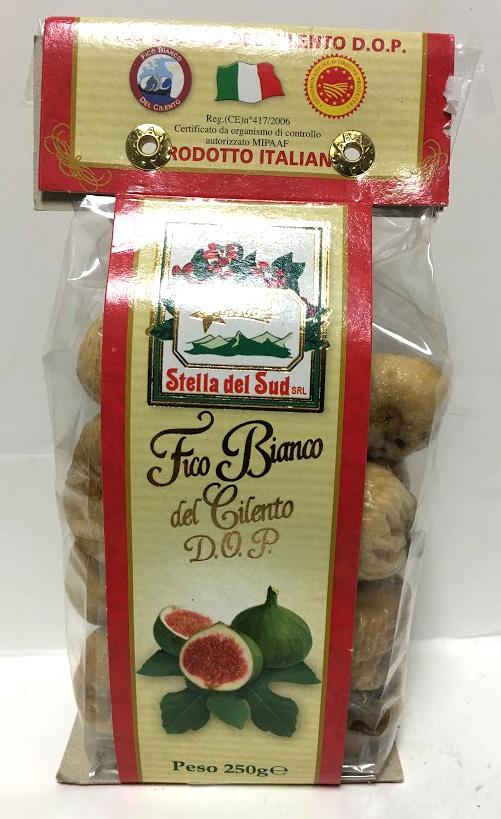 DEL CILENTO D.O.P.
FICO BIANCO
DEL CILENTO
Reg.(CE)n°417/2006
Certificato da organismo di controllo
autorizzato MIPAAF
RODOTTO ITALIAN
Stella del Sud SRL
Fico Bianco
del Cilento
D.O.P.
Peso 250g℮